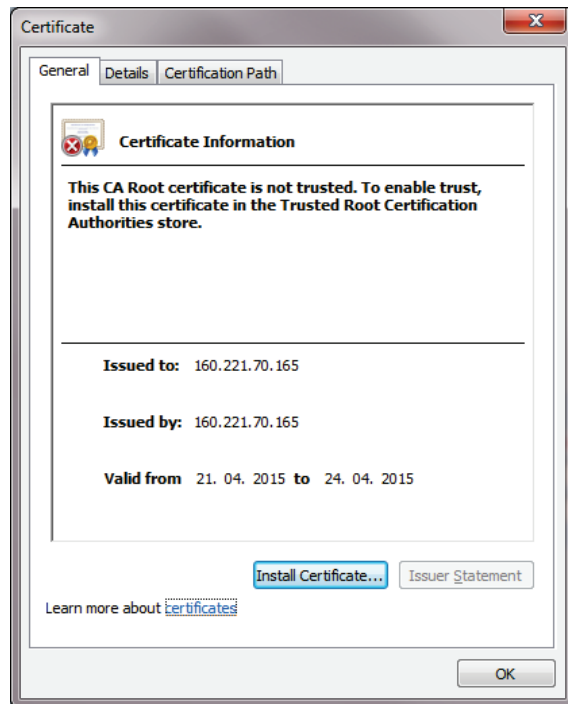 Certificate
General Details Certification Path
Certificate Information
This CA Root certificate is not trusted. To enable trust,
install this certificate in the Trusted Root Certification
Authorities store.
Issued to: 160.221.70.165
Issued by: 160.221.70.165
Valid from 21. 04. 2015 to 24. 04. 2015
Install Certificate... Issuer Statement
Learn more about certificates
OK